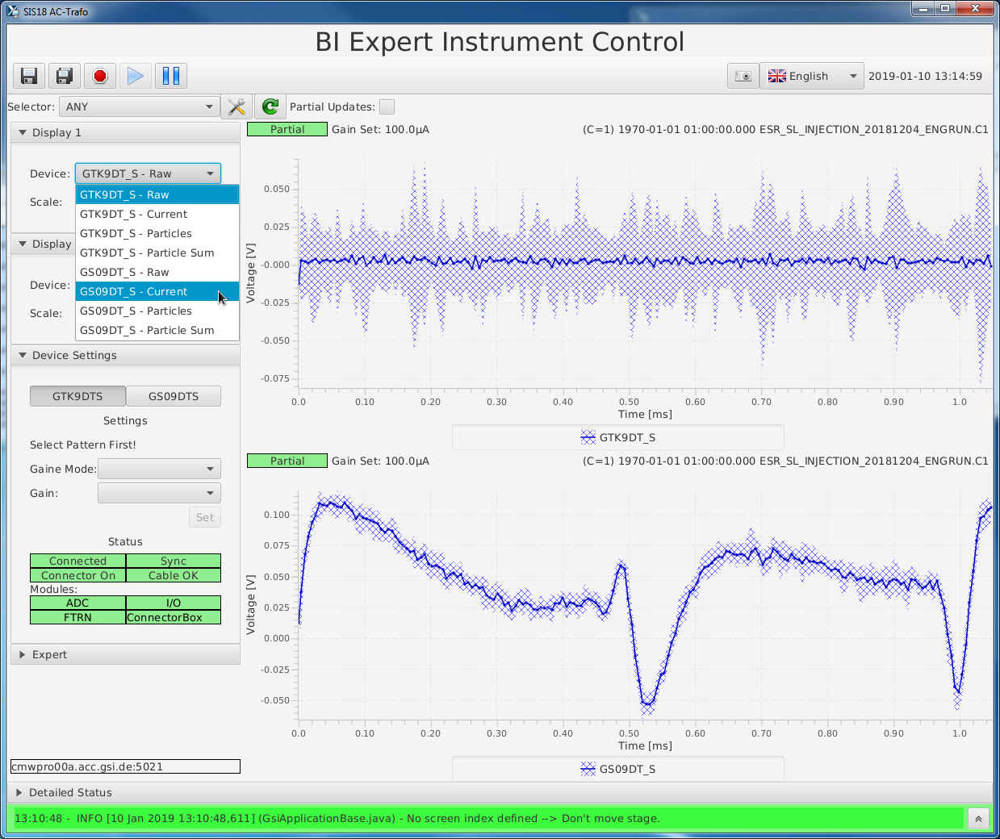 SIS18 AC-Trafo
BI Expert Instrument Control
English
2019-01-10 13:14:59
Selector:
ANY
Partial Updates:
Display 1
Device:
GTK9DT_S - Raw
Scale:
GTK9DT_S - Raw
GTK9DT_S - Current
GTK9DT_S - Particles
GTK9DT_S - Particle Sum
GS09DT_S - Raw
GS09DT_S - Current
GS09DT_S - Particles
GS09DT_S - Particle Sum
Display
Device:
Scale:
Device Settings
GTK9DTS
GS09DTS
Settings
Select Pattern First!
Gaine Mode:
Gain:
Set
Status
Connected
Sync
Connector On
Cable OK
Modules:
ADC
I/O
FTRN
ConnectorBox
Expert
cmwpro00a.acc.gsi.de:5021
Partial
Gain Set: 100.0µA
(C=1) 1970-01-01 01:00:00.000 ESR_SL_INJECTION_20181204_ENGRUN.C1
Voltage [V]
0.050
0.025
-0.000
-0.025
-0.050
-0.075
0.0
0.10
0.20
0.30
0.40
0.50
0.60
0.70
0.80
0.90
1.0
Time [ms]
GTK9DT_S
Partial
Gain Set: 100.0µA
(C=1) 1970-01-01 01:00:00.000 ESR_SL_INJECTION_20181204_ENGRUN.C1
Voltage [V]
0.100
0.075
0.050
0.025
0.000
-0.025
-0.050
0.0
0.10
0.20
0.30
0.40
0.50
0.60
0.70
0.80
0.90
1.0
Time [ms]
GS09DT_S
Detailed Status
13:10:48 - INFO [10 Jan 2019 13:10:48,611] (GsiApplicationBase.java) - No screen index defined --> Don't move stage.